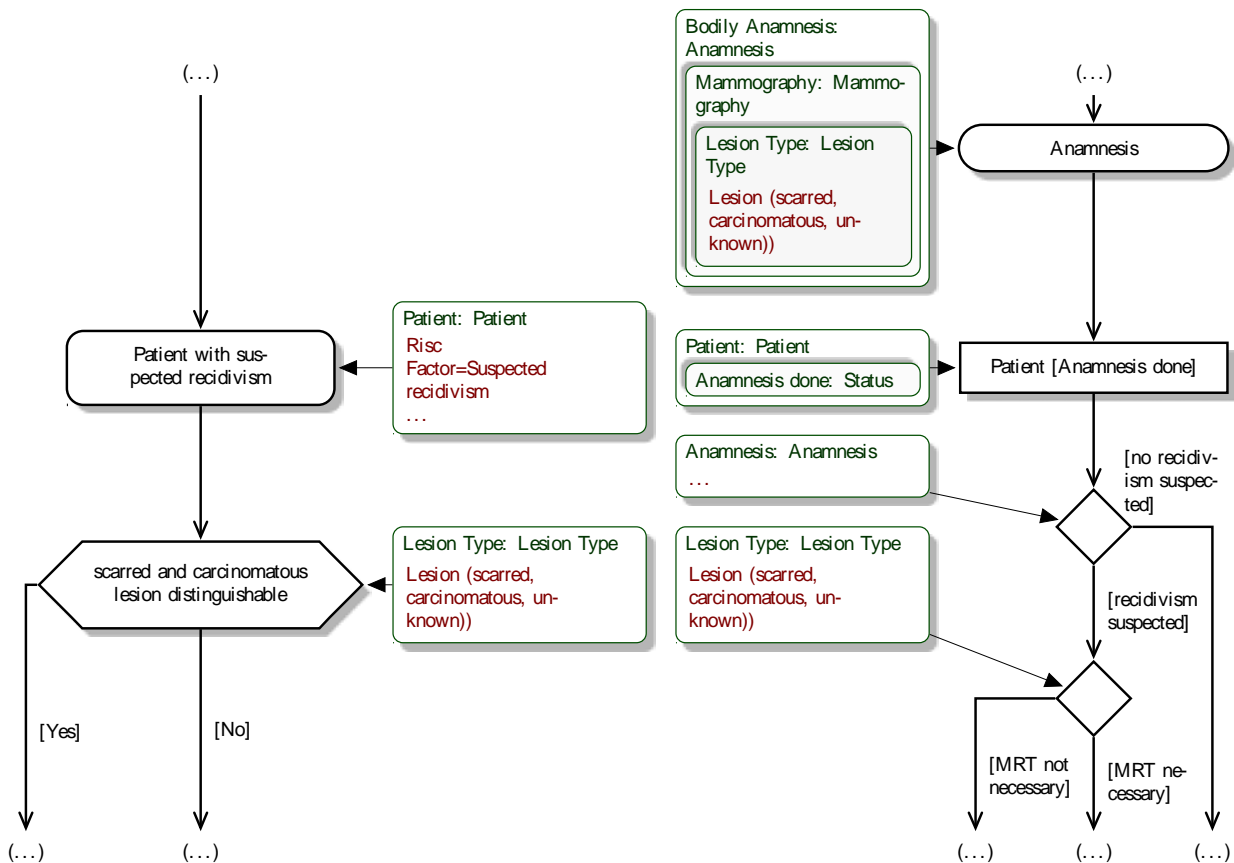 (...)
Patient with sus-
pected recidivism
Patient: Patient
Risc
Factor=Suspected
recidivism
...
scarred and carcinomatous
lesion distinguishable
Lesion Type: Lesion Type
Lesion (scarred,
carcinomatous, un-
known))
[Yes]
[No]
(...)
(...)
Bodily Anamnesis:
Anamnesis
Mammography: Mammo-
graphy
Lesion Type: Lesion
Type
Lesion (scarred,
carcinomatous, un-
known))
(...)
Anamnesis
Patient: Patient
Anamnesis done: Status
Patient [Anamnesis done]
Anamnesis: Anamnesis
...
[no recidiv-
ism suspec-
ted]
Lesion Type: Lesion Type
Lesion (scarred,
carcinomatous, un-
known))
[recidivism
suspected]
[MRT not
necessary]
[MRT ne-
cessary]
(...)
(...)
(...)